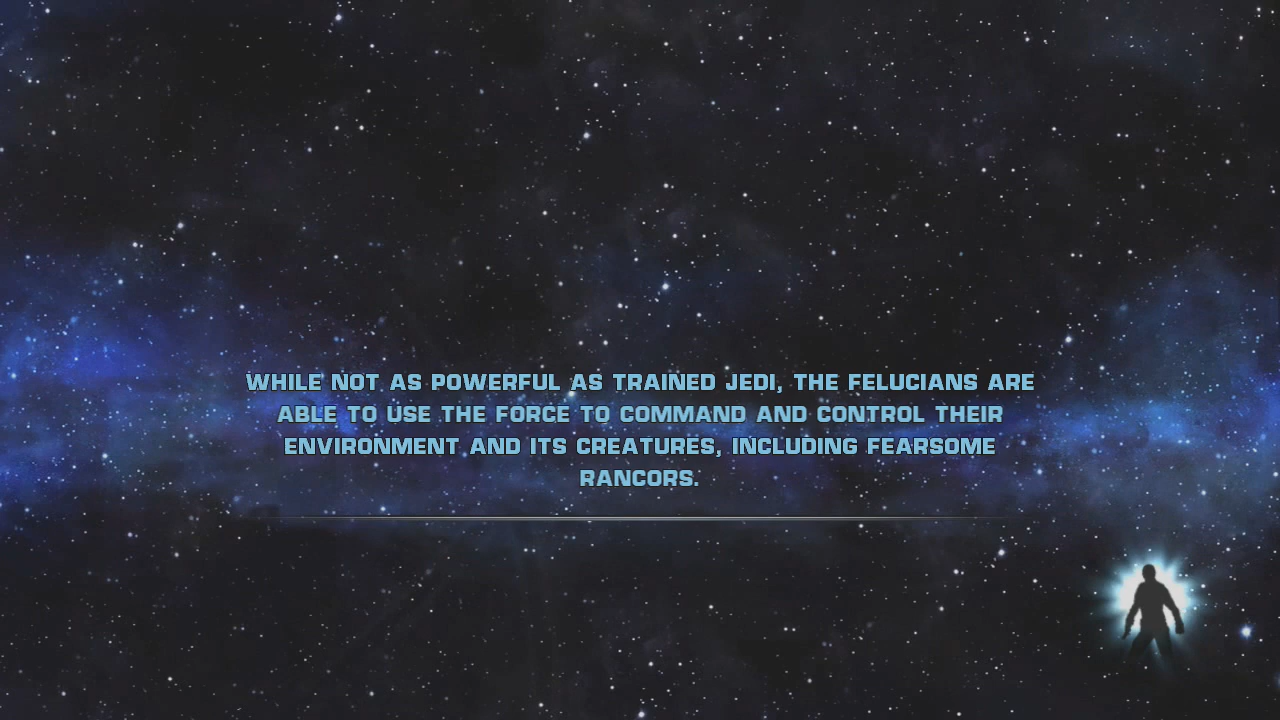 WHILE NOT AS POWERFUL AS TRAINED JEDI, THE FELUCIANS ARE
ABLE TO USE THE FORCE TO COMMAND AND CONTROL THEIR
ENVIRONMENT AND ITS CREATURES, INCLUDING FEARSOME
RANCORS.